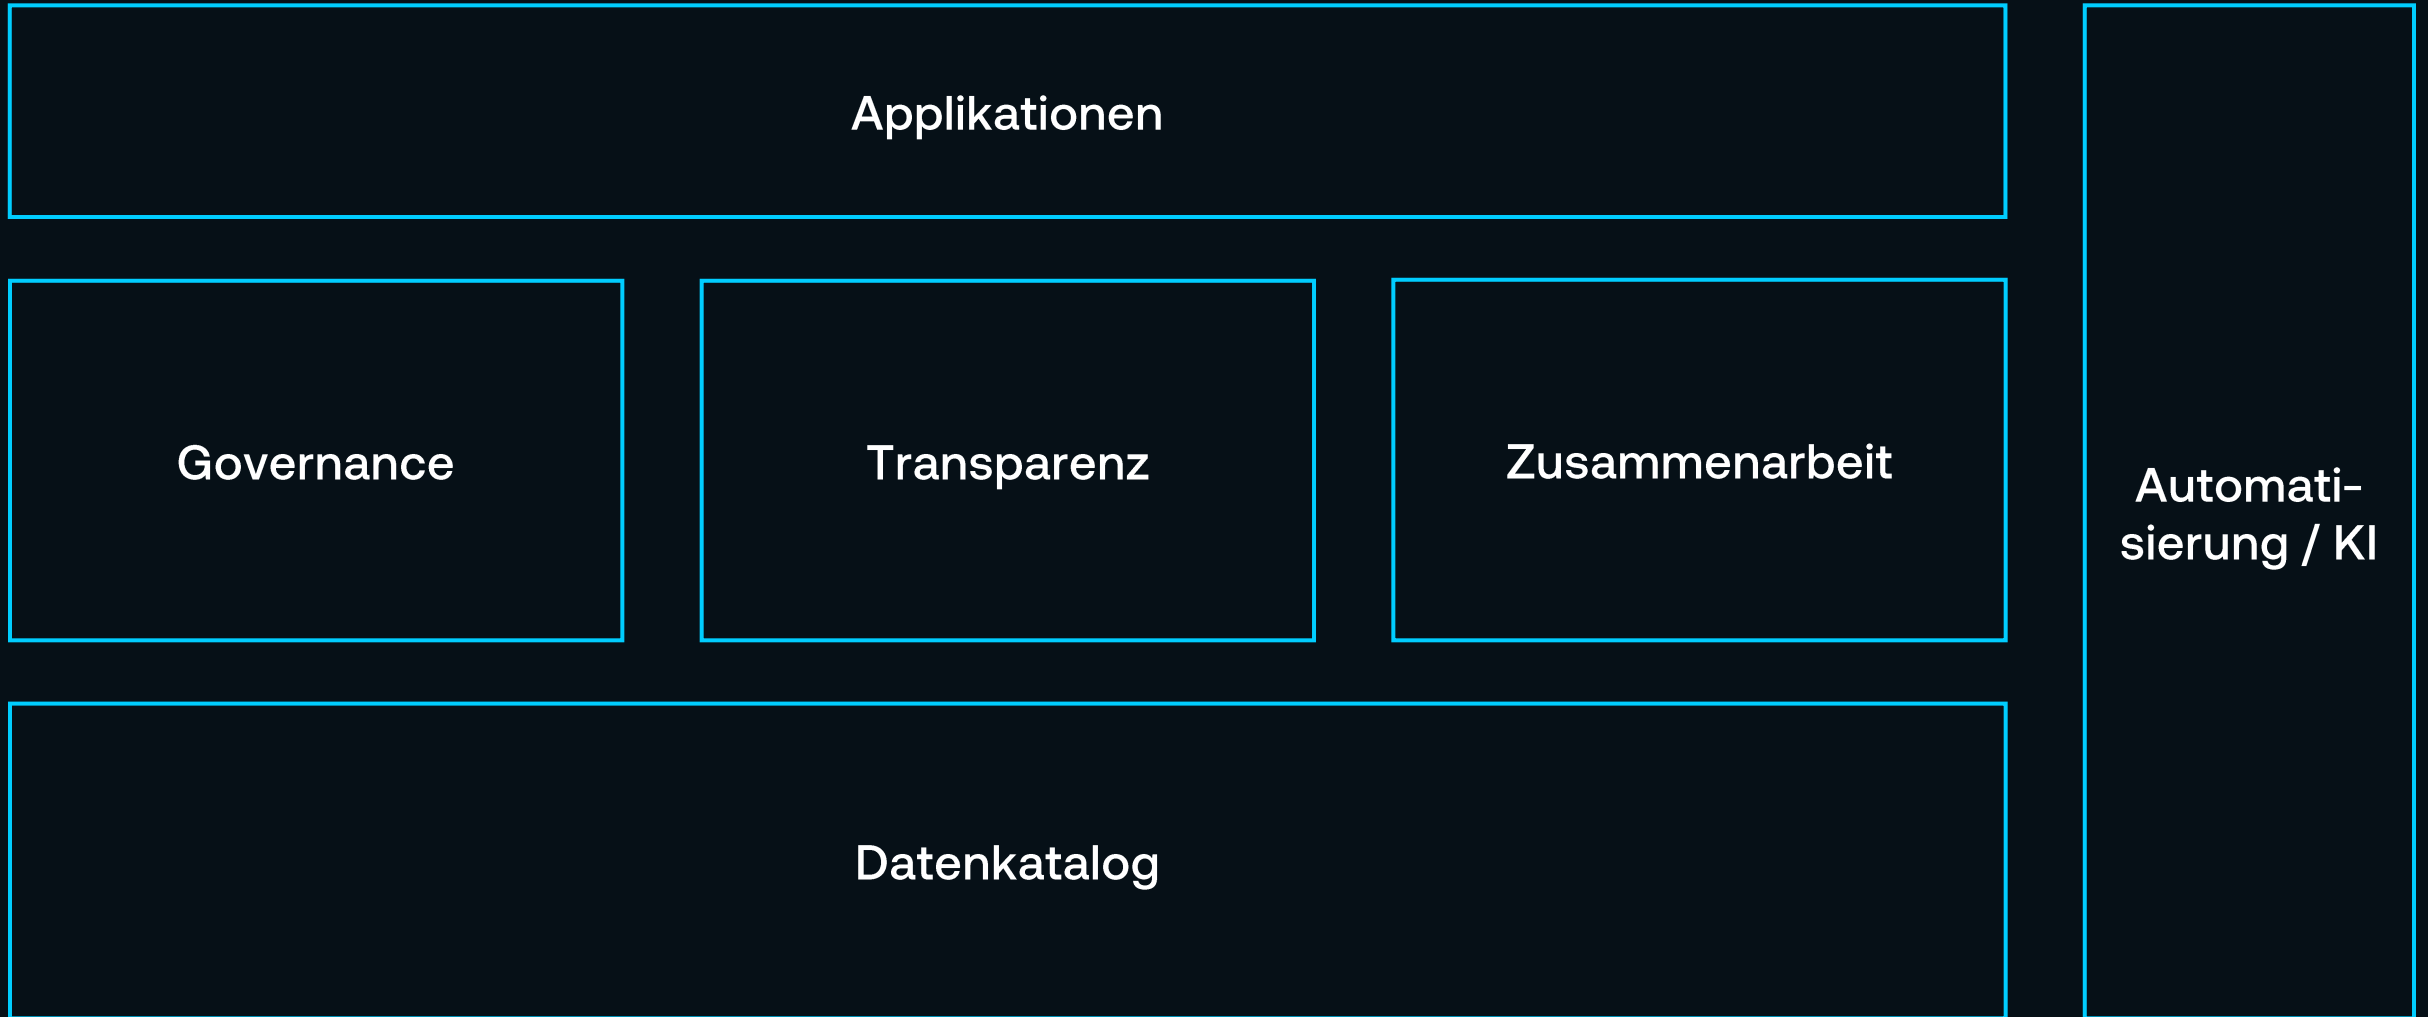 Applikationen
Governance
Transparenz
Zusammenarbeit
Automati-
sierung / KI
Datenkatalog